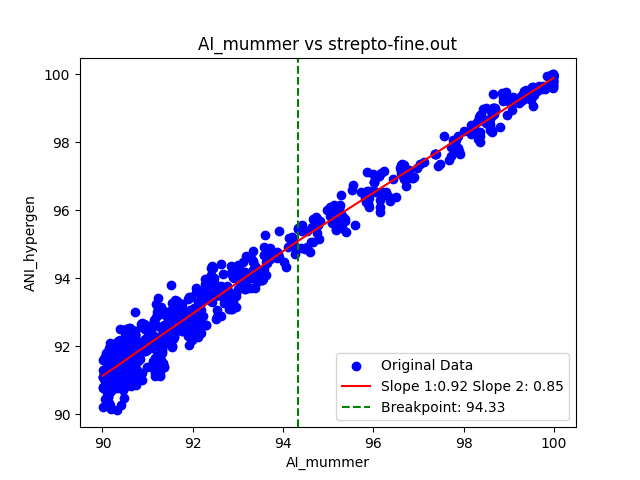 AI_mummer vs strepto-fine.out
100
98
96
94
92
90
ANI_hypergen
Original Data
Slope 1:0.92 Slope 2: 0.85
Breakpoint: 94.33
90
92
94
96
98
100
AI_mummer